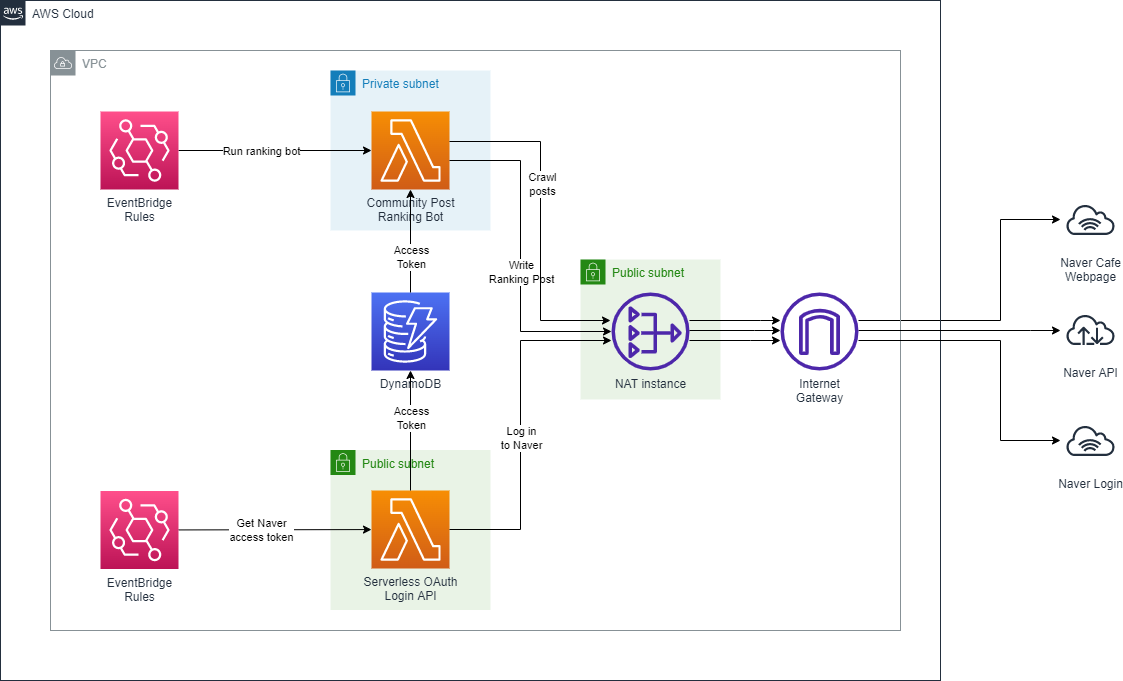 aws
AWS Cloud
VPC
Private subnet
Run ranking bot
EventBridge
Rules
Community Post
Ranking Bot
Crawl
posts
Access
Token
Write
Ranking Post
Public subnet
DynamoDB
NAT instance
Internet
Gateway
Naver Cafe
Webpage
Naver API
Naver Login
Access
Token
Log in
to Naver
Public subnet
Get Naver
access token
EventBridge
Rules
Serverless OAuth
Login API